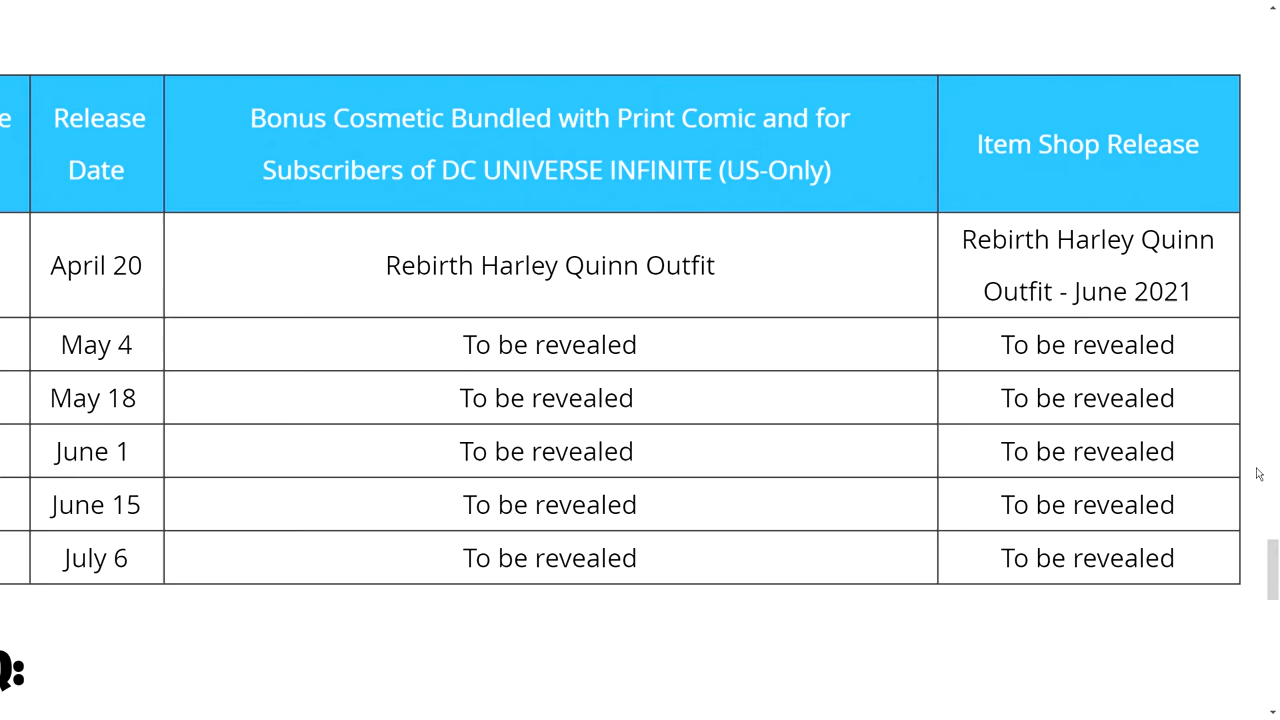 e
Release
Date
Bonus Cosmetic Bundled with Print Comic and for
Subscribers of DC UNIVERSE INFINITE (US-Only)
Item Shop Release
April 20
Rebirth Harley Quinn Outfit
Rebirth Harley Quinn
Outfit - June 2021
May 4
To be revealed
To be revealed
May 18
To be revealed
To be revealed
June 1
To be revealed
To be revealed
June 15
To be revealed
To be revealed
July 6
To be revealed
To be revealed
Q: